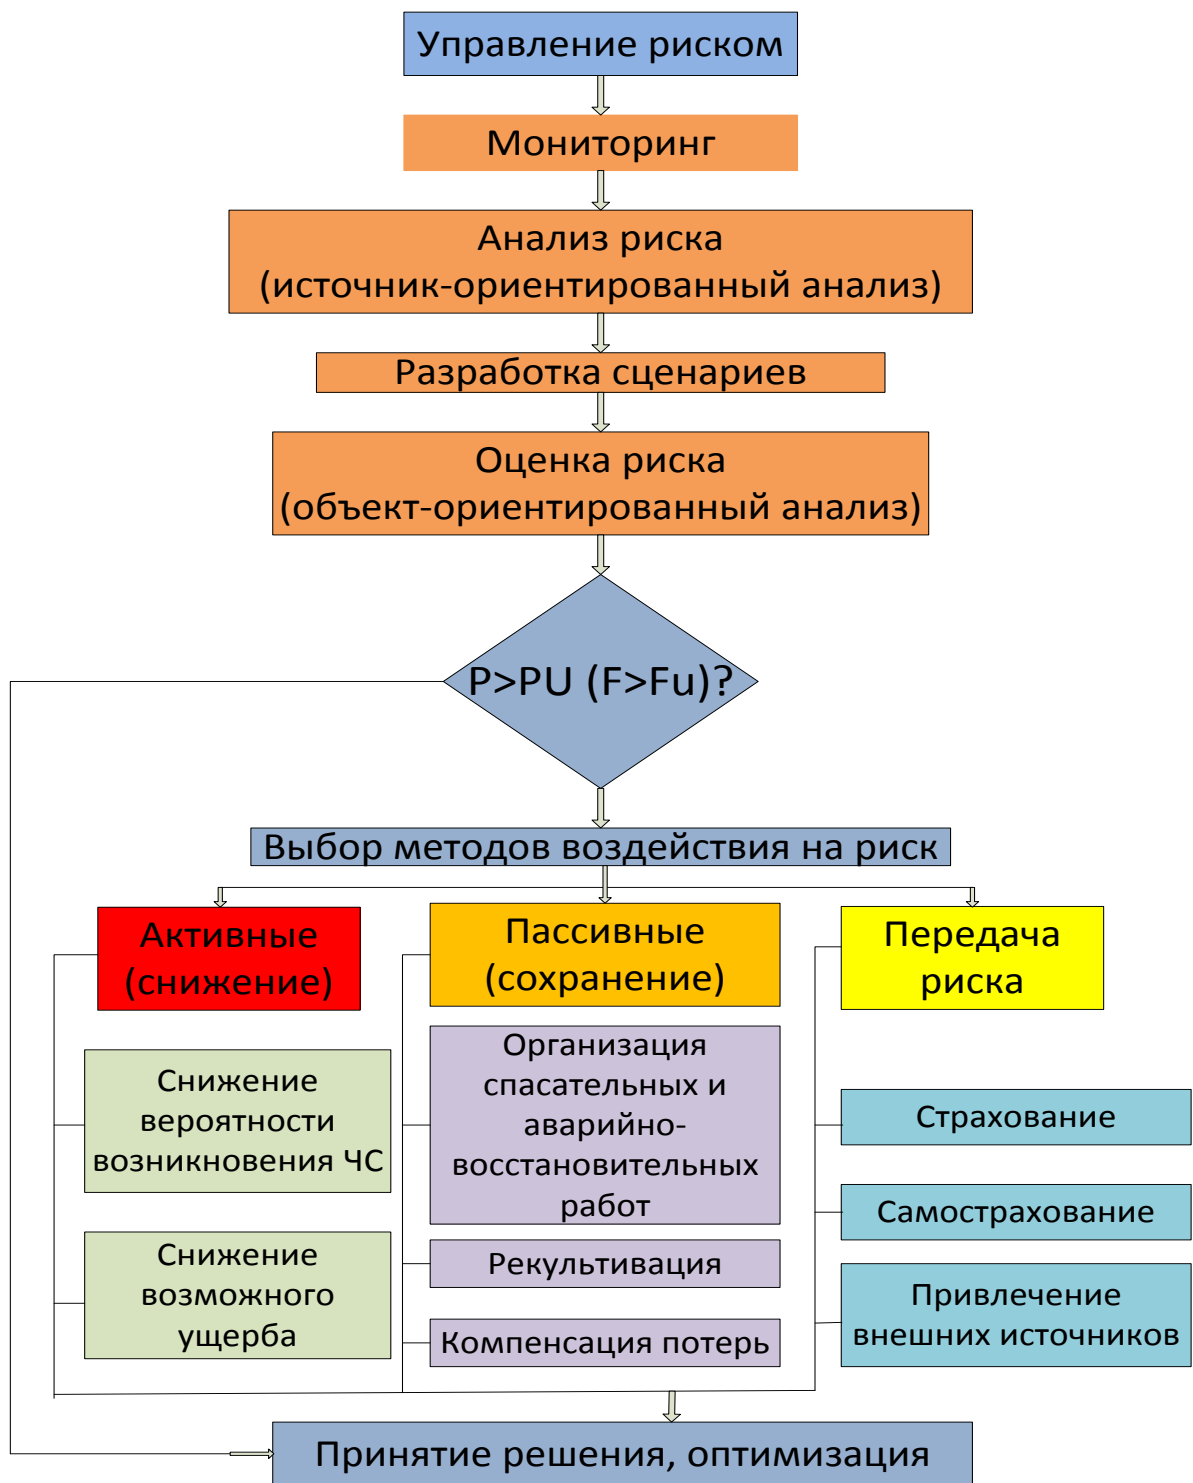 Управление риском
Мониторинг
Анализ риска
(источник-ориентированный анализ)
Разработка сценариев
Оценка риска
(объект-ориентированный анализ)
P>PU (F>Fu)?
Выбор методов воздействия на риск
Активные
(снижение)
Пассивные
(сохранение)
Передача
риска
Снижение
вероятности
возникновения ЧС
Снижение
возможного
ущерба
Организация
спасательных и
аварийно-
восстановительных
работ
Рекультивация
Компенсация потерь
Страхование
Самострахование
Привлечение
внешних источников
Принятие решения, оптимизация